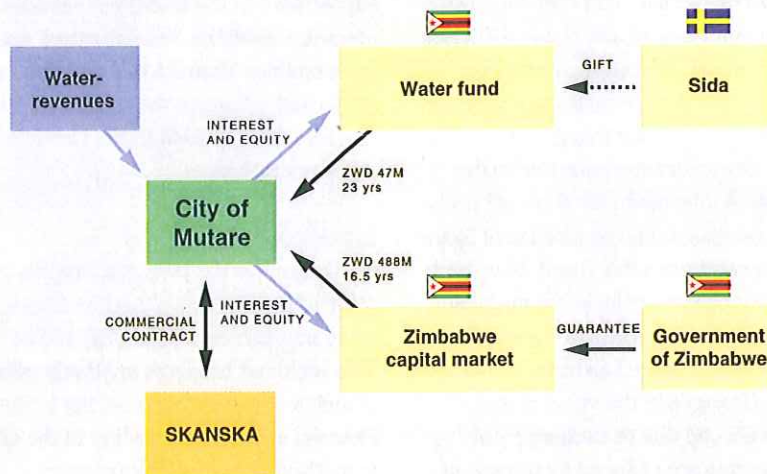 Water-
revenues
Water fund
GIFT
Sida
INTEREST
AND EQUITY
ZWD 47M
23 yrs
City of
Mutare
ZWD 488M
16.5 yrs
COMMERCIAL
CONTRACT
INTEREST
AND EQUITY
Zimbabwe
capital market
GUARANTEE
Government
of Zimbabwe
SKANSKA